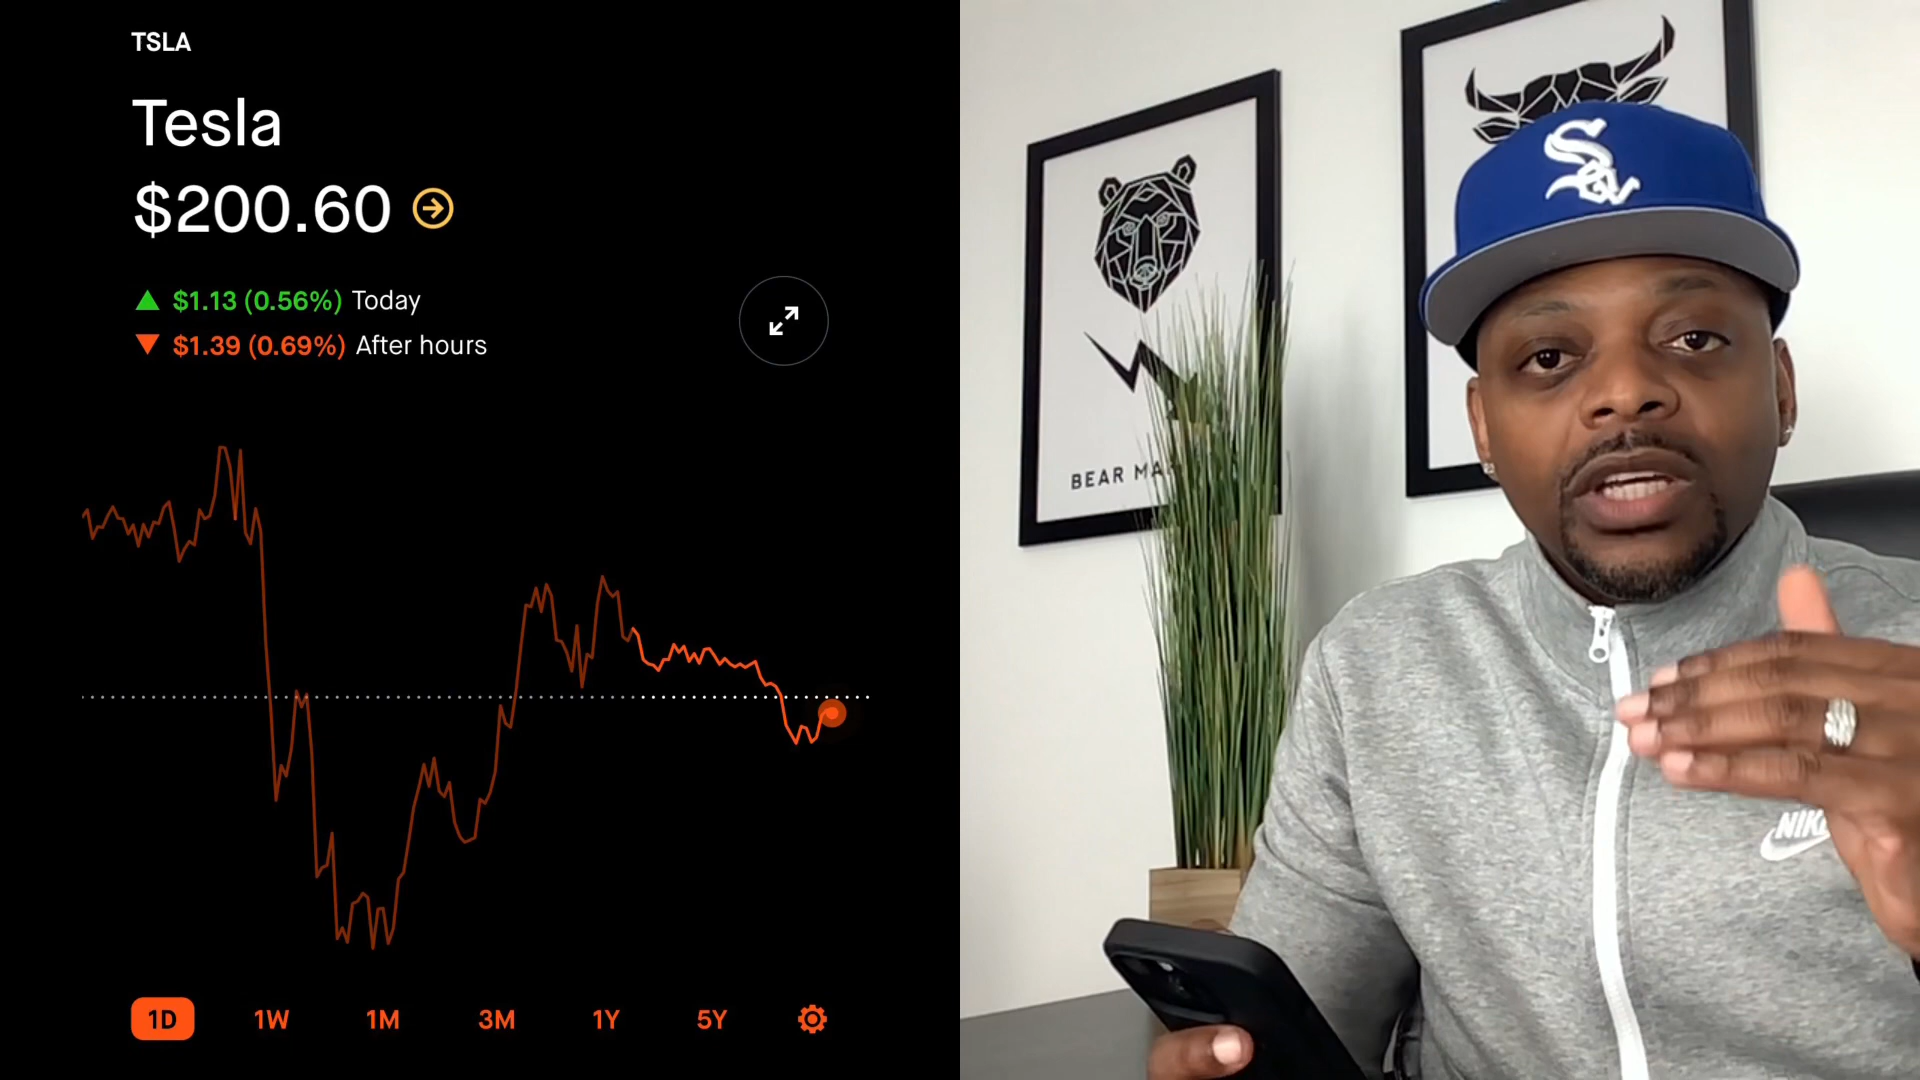 TSLA
Tesla
$200.60
$1.13 (0.56%) Today
$1.39 (0.69%) After hours
1D 1W 1M 3M 1Y 5Y
BEAR MA
SOX
NIKE